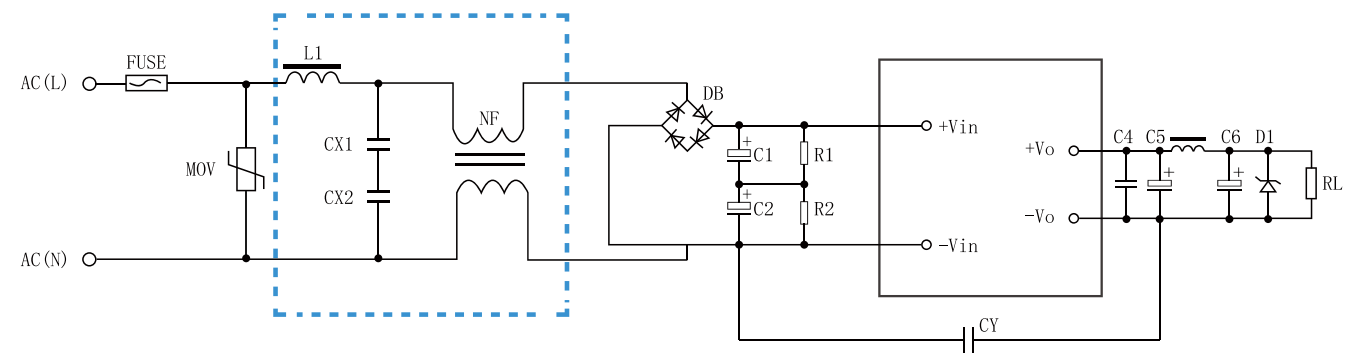 FUSE
L1
AC(L)
NF
DB
CX1
MOV
CX2
AC(N)
+
C1
R1
+
C2
R2
+Vin
-Vin
+Vo
-Vo
C4
C5
C6
D1
+
+
RL
CY